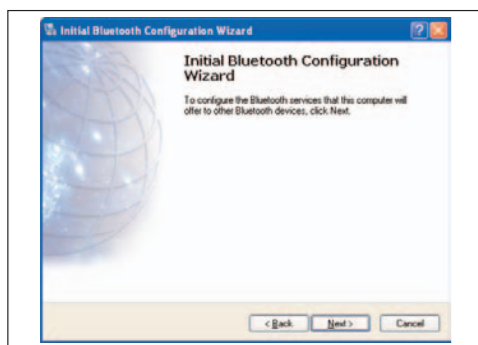 Initial Bluetooth Configuration Wizard
Initial Bluetooth Configuration
Wizard
To configure the Bluetooth services that this computer will
offer to other Bluetooth devices, click Next.
< Back Next > Cancel